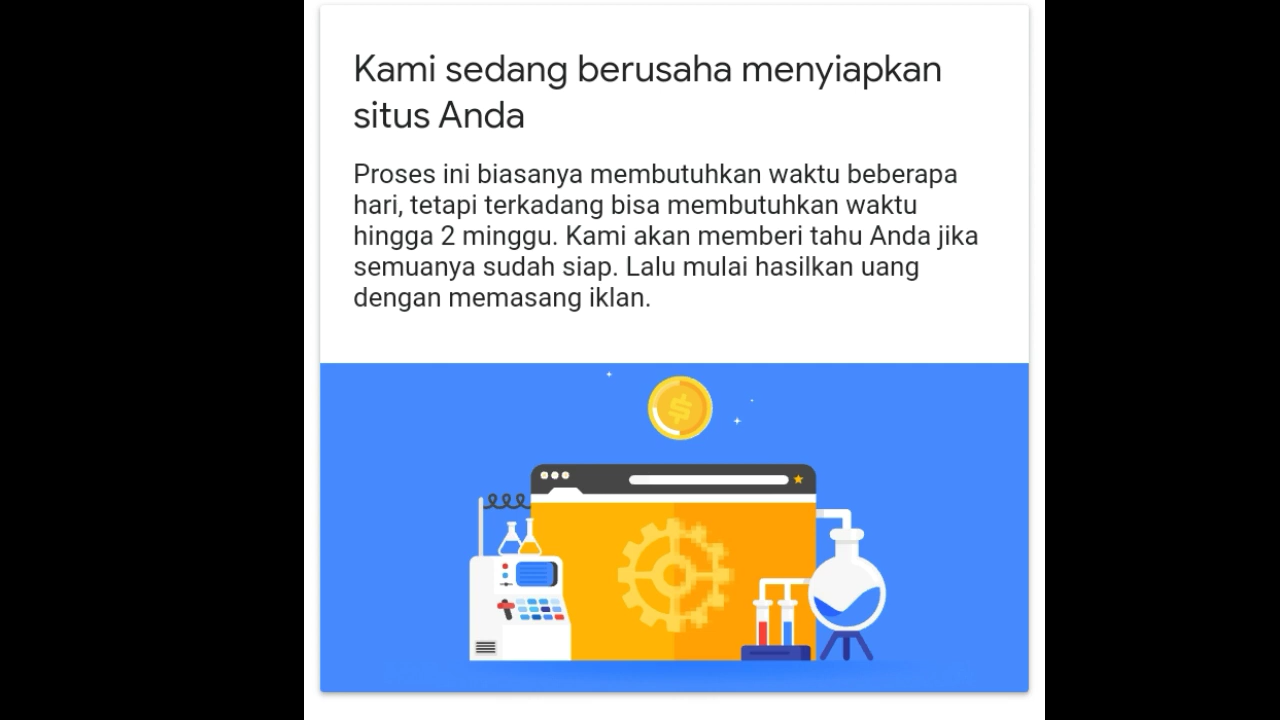 Kami sedang berusaha menyiapkan
situs Anda
Proses ini biasanya membutuhkan waktu beberapa
hari, tetapi terkadang bisa membutuhkan waktu
hingga 2 minggu. Kami akan memberi tahu Anda jika
semuanya sudah siap. Lalu mulai hasilkan uang
dengan memasang iklan.
$